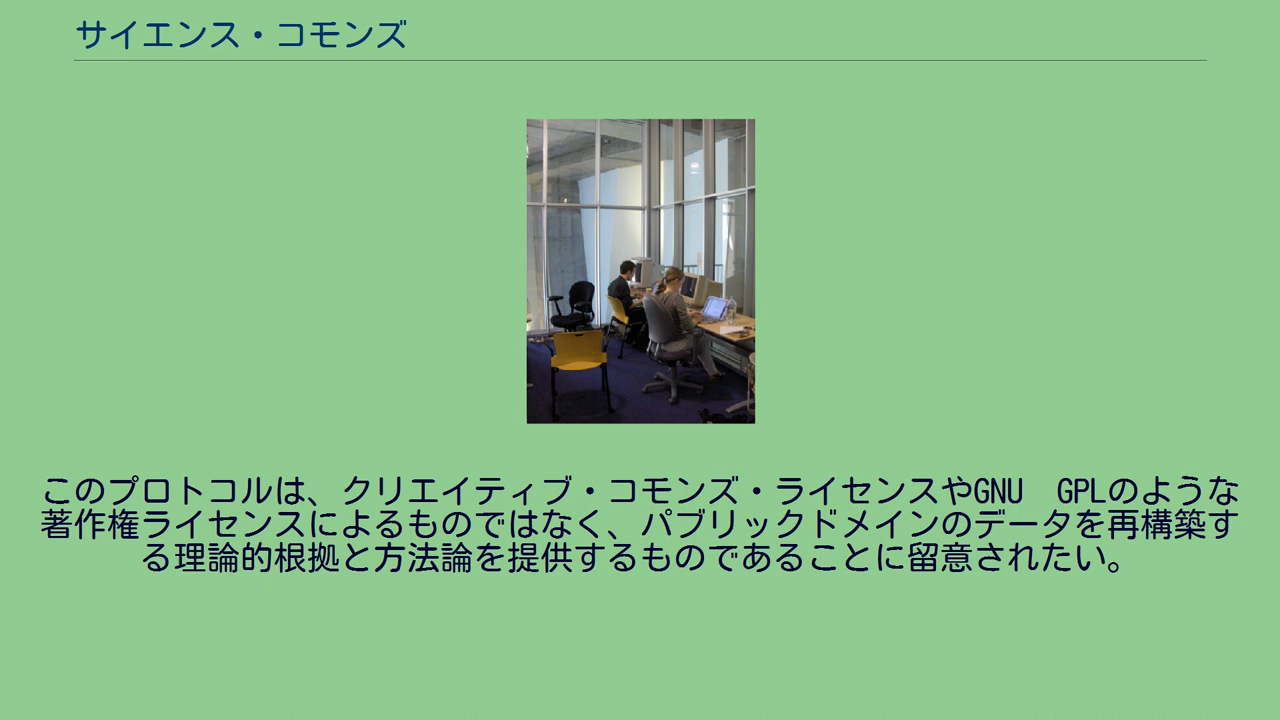 サイエンス・コモンズ
このプロトコルは、クリエイティブ・コモンズ・ライセンスやGNU　GPLのような
著作権ライセンスによるものではなく、パブリックドメインのデータを再構築す
る理論的根拠と方法論を提供するものであることに留意されたい。